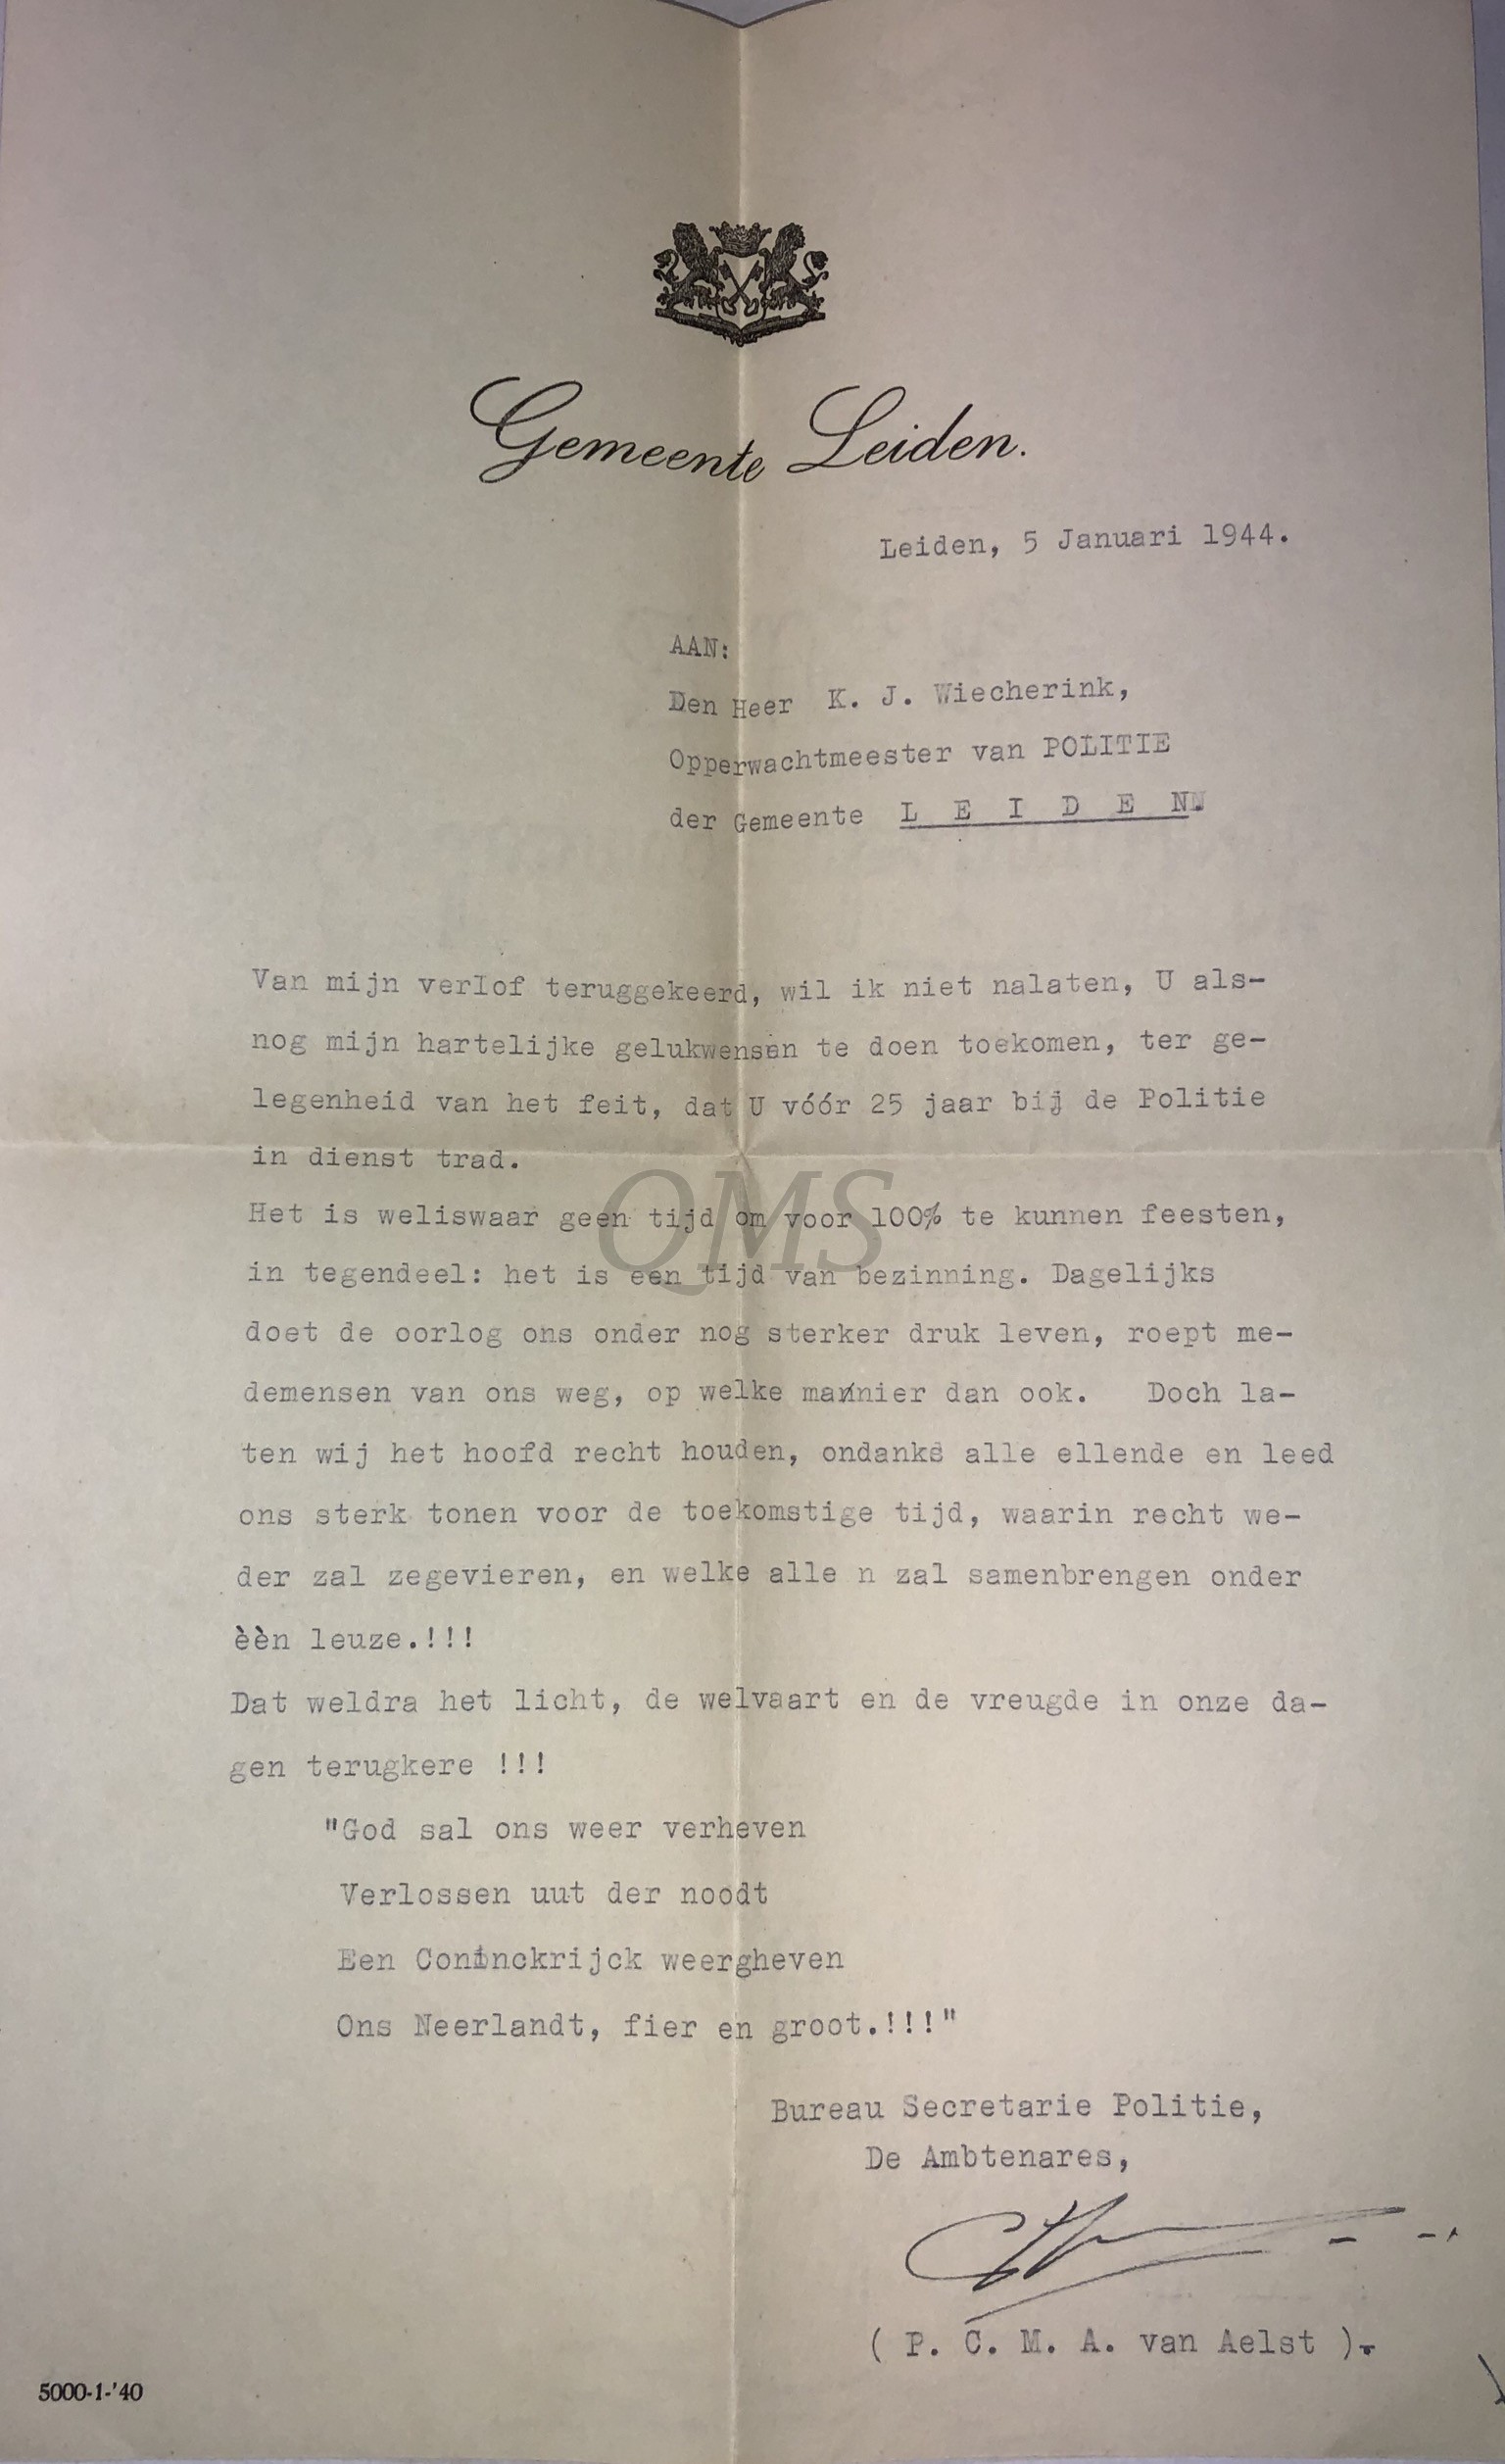 Gemeente Leiden.
Leiden, 5 Januari 1944.
AAN:
Den Heer K. J. Wiecherink,
Opperwachtmeester van POLITIE
der Gemeente L E I D E N
Van mijn verlof teruggekeerd, wil ik niet nalaten, U als-
nog mijn hartelijke gelukwensen te doen toekomen, ter ge-
legenheid van het feit, dat U vóór 25 jaar bij de Politie
in dienst trad.
Het is weliswaar geen tijd om voor 100% te kunnen feesten,
in tegendeel: het is een tijd van bezinning. Dagelijks
doet de oorlog ons onder nog sterker druk leven, roept me-
demensen van ons weg, op welke mannier dan ook. Doch la-
ten wij het hoofd recht houden, ondanks alle ellende en leed
ons sterk tonen voor de toekomstige tijd, waarin recht we-
der zal zegevieren, en welke alle n zal samenbrengen onder
èèn leuze.!!!
Dat weldra het licht, de welvaart en de vreugde in onze da-
gen terugkere !!!
"God sal ons weer verheven
Verlossen uut der noodt
Een Coninckrijck weergheven
Ons Neerlandt, fier en groot.!!!"
Bureau Secretarie Politie,
De Ambtenares,
( P. C. M. A. van Aelst ).
5000-1-'40
QMS